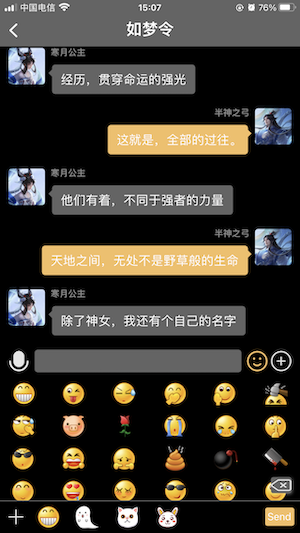 中国电信
15:07
76%
如梦令
寒月公主
经历，贯穿命运的强光
半神之弓
这就是，全部的过往。
寒月公主
他们有着，不同于强者的力量
半神之弓
天地之间，无处不是野草般的生命
寒月公主
除了神女，我还有个自己的名字
Send